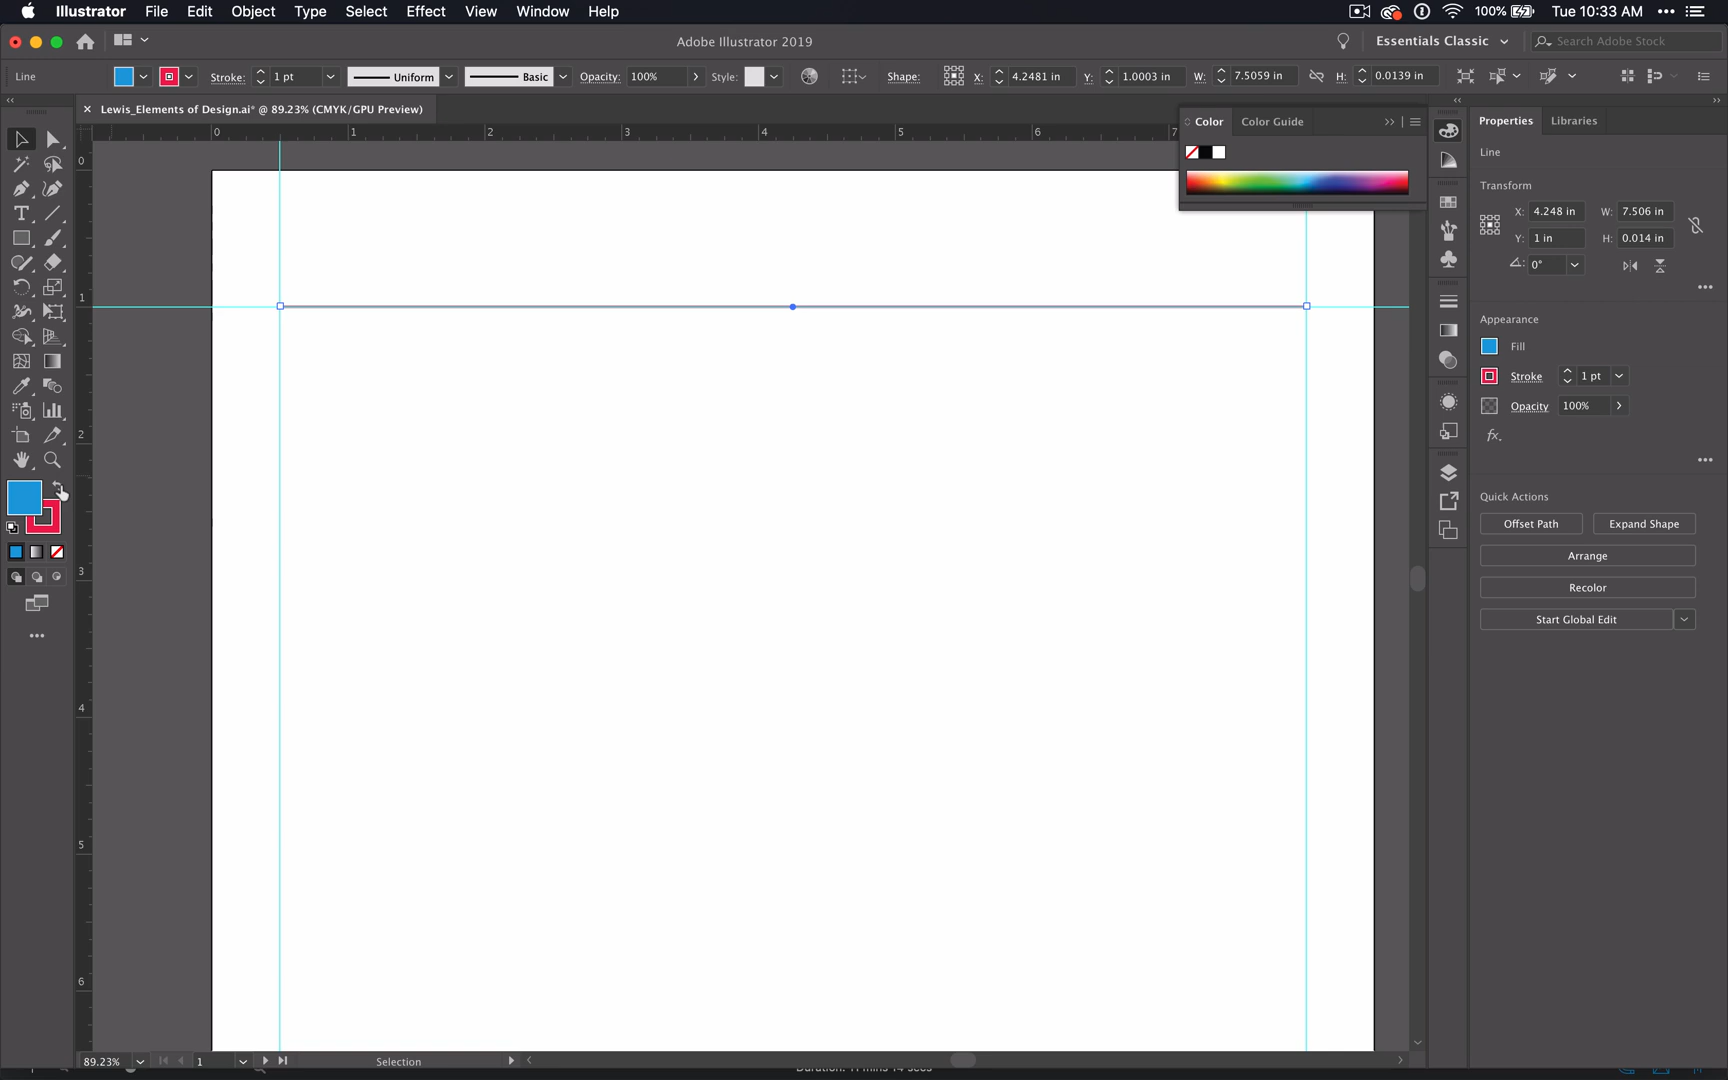 Illustrator File Edit Object Type Select Effect View Window Help 100% Tue 10:33 AM
Adobe Illustrator 2019 Essentials Classic Search Adobe Stock
Line Stroke: 1 pt Uniform Basic Opacity: 100% Style: Shape: X: 4.2481 in Y: 1.0003 in W: 7.5059 in H: 0.0139 in
× Lewis_Elements of Design.ai* @ 89.23% (CMYK/GPU Preview)
0 1 2 3 4 5 6 7
Color Color Guide
Properties Libraries
Line
Transform
X: 4.248 in W: 7.506 in
Y: 1 in H: 0.014 in
0°
Appearance
Fill
Stroke 1 pt
Opacity 100%
fx.
Quick Actions
Offset Path Expand Shape
Arrange
Recolor
Start Global Edit
0
1
2
3
4
5
6
89.23% 1 Selection